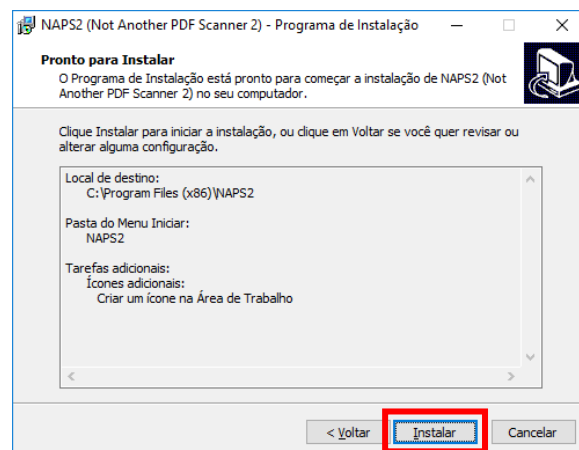 NAPS2 (Not Another PDF Scanner 2) - Programa de Instalação
Pronto para Instalar
O Programa de Instalação está pronto para começar a instalação de NAPS2 (Not
Another PDF Scanner 2) no seu computador.
Clique Instalar para iniciar a instalação, ou clique em Voltar se você quer revisar ou
alterar alguma configuração.
Local de destino:
C:\Program Files (x86)\NAPS2
Pasta do Menu Iniciar:
NAPS2
Tarefas adicionais:
Ícones adicionais:
Criar um ícone na Área de Trabalho
< Voltar Instalar Cancelar